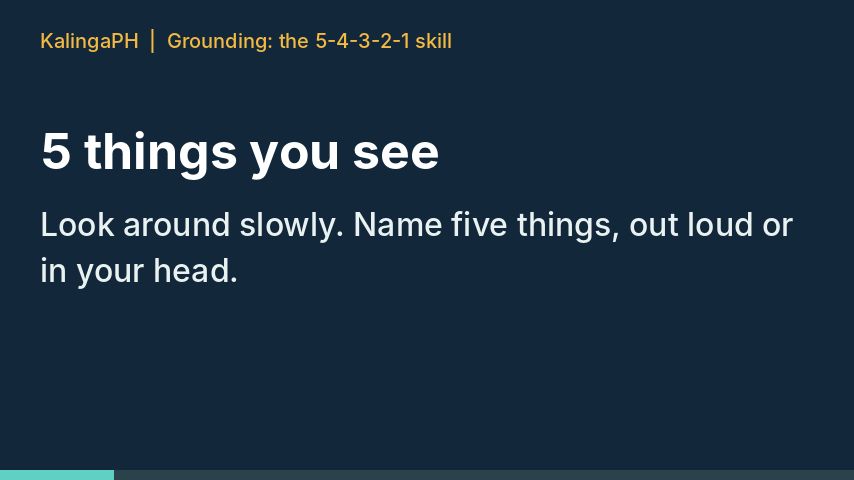 KalingaPH | Grounding: the 5-4-3-2-1 skill
5 things you see
Look around slowly. Name five things, out loud or
in your head.